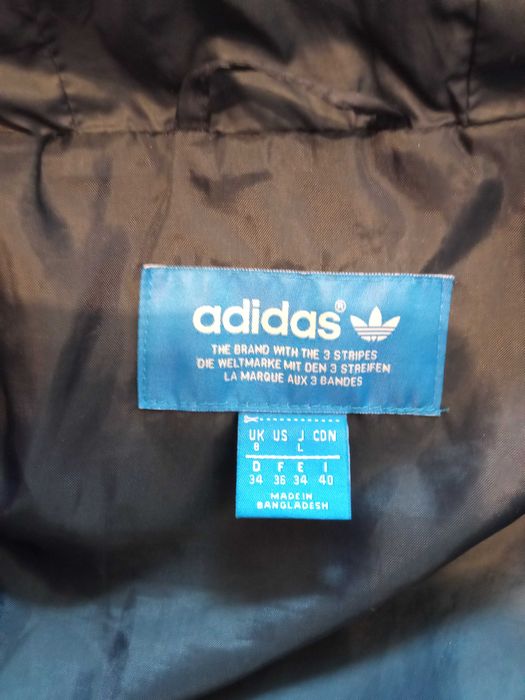 adidas®
THE BRAND WITH THE 3 STRIPES
DIE WELTMARKE MIT DEN 3 STREIFEN
LA MARQUE AUX 3 BANDES
UK US J CDN
8 L
D F E I
34 36 34 40
MADE IN
BANGLADESH